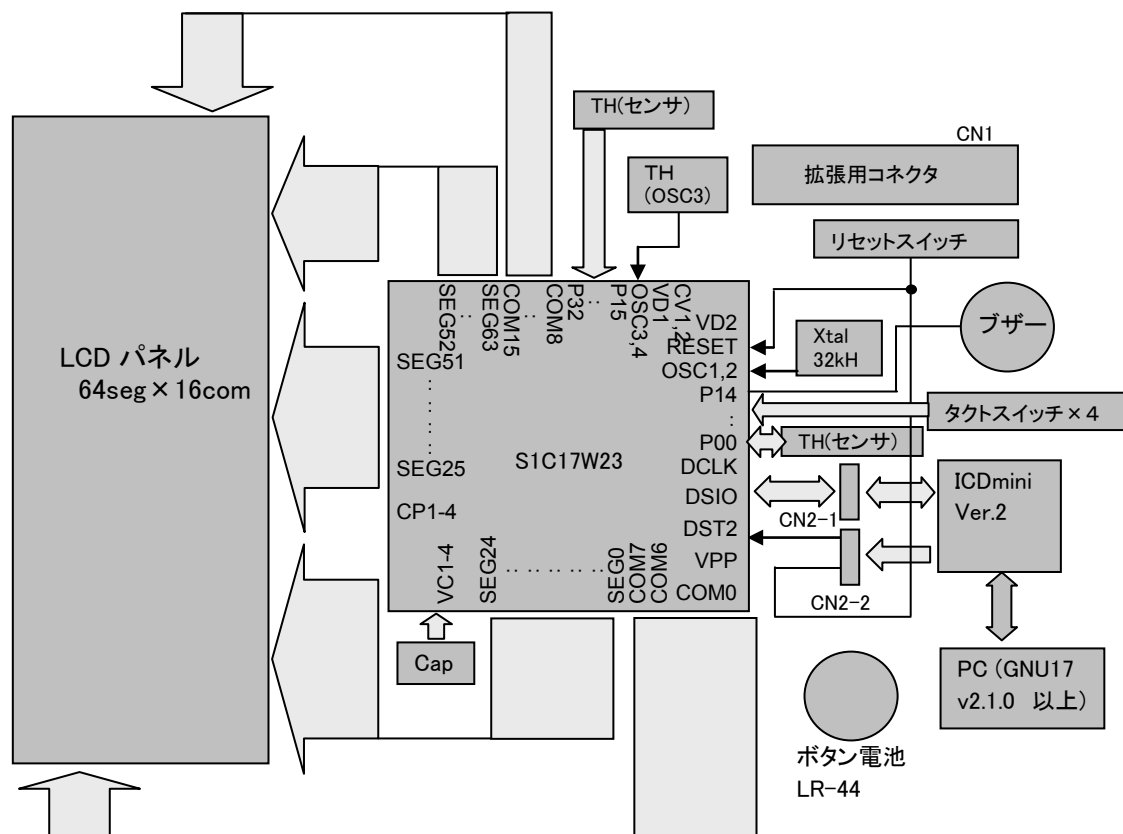 TH(センサ)
CN1
拡張用コネクタ
TH
(OSC3)
リセットスイッチ
LCD パネル
64seg×16com
SEG52
::
SEG63
COM15
::
COM8
P32
::
P15
OSC3,4
VD1
CV1,2
VD2
RESET
OSC1,2
P14
:
P00
DCLK
DSIO
DST2
VPP
COM0
SEG51
:
:
:
SEG25
CP1-4
VC1-4
SEG24
:: :: ::
SEG0
COM7
COM6
S1C17W23
Xtal
32kH
ブザー
タクトスイッチ×4
TH(センサ)
CN2-1
ICDmini
Ver.2
CN2-2
Cap
PC (GNU17
v2.1.0 以上)
ボタン電池
LR-44